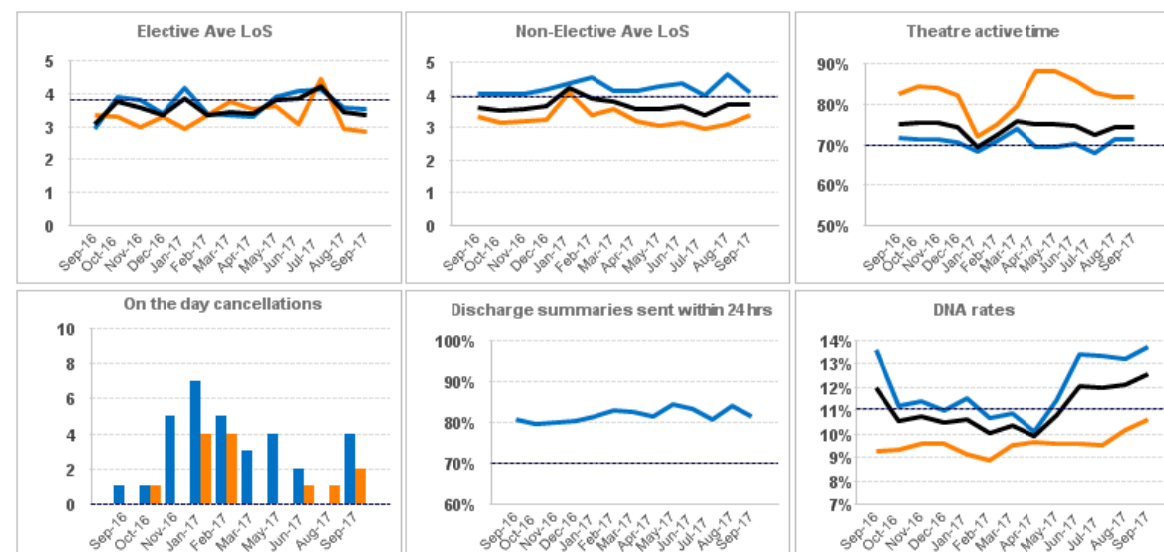 Elective Ave LoS
5
4
3
2
1
0
Sep-16
Oct-16
Nov-16
Dec-16
Jan-17
Feb-17
Mar-17
Apr-17
May-17
Jun-17
Jul-17
Aug-17
Sep-17
Non-Elective Ave LoS
5
4
3
2
1
0
Sep-16
Oct-16
Nov-16
Dec-16
Jan-17
Feb-17
Mar-17
Apr-17
May-17
Jun-17
Jul-17
Aug-17
Sep-17
Theatre active time
90%
80%
70%
60%
50%
Sep-16
Oct-16
Nov-16
Dec-16
Jan-17
Feb-17
Mar-17
Apr-17
May-17
Jun-17
Jul-17
Aug-17
Sep-17
On the day cancellations
10
8
6
4
2
0
Sep-16
Oct-16
Nov-16
Jan-17
Feb-17
Mar-17
May-17
Jun-17
Aug-17
Sep-17
Discharge summaries sent within 24 hrs
100%
90%
80%
70%
60%
Sep-16
Oct-16
Nov-16
Dec-16
Jan-17
Feb-17
Mar-17
Apr-17
May-17
Jun-17
Jul-17
Aug-17
Sep-17
DNA rates
14%
13%
12%
11%
10%
9%
8%
7%
Sep-16
Oct-16
Nov-16
Dec-16
Jan-17
Feb-17
Mar-17
Apr-17
May-17
Jun-17
Jul-17
Aug-17
Sep-17